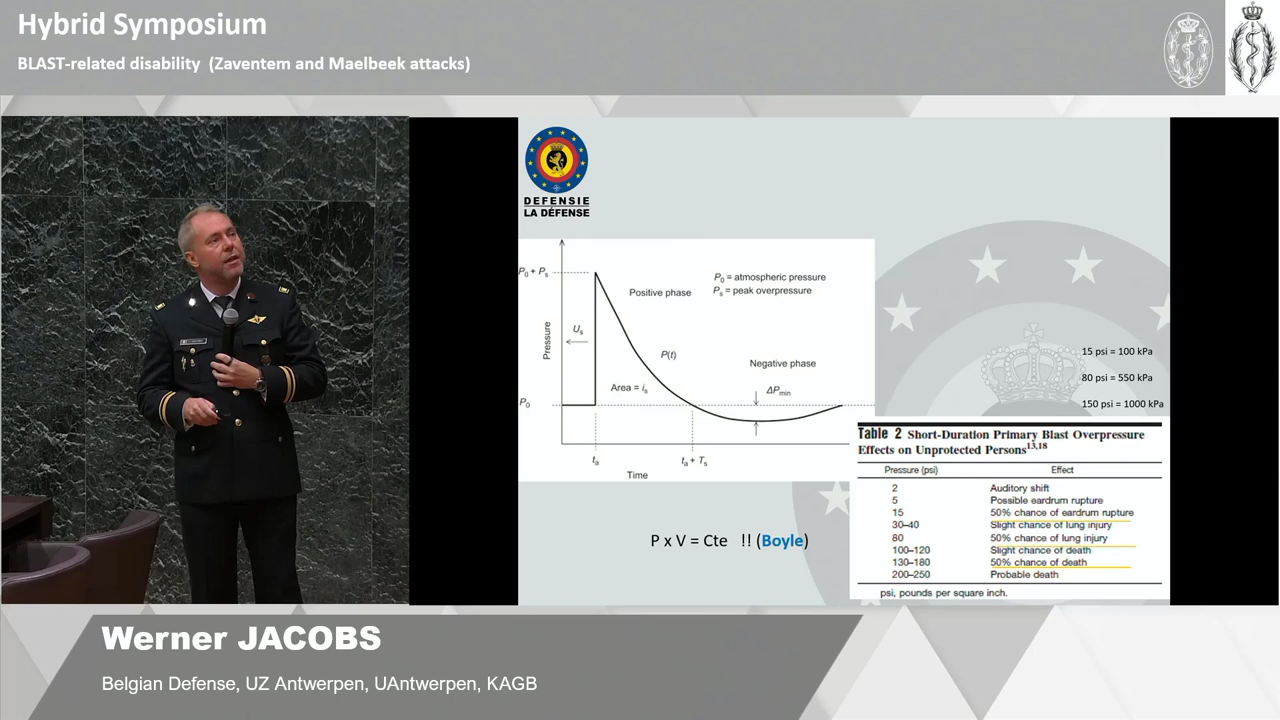 Hybrid Symposium
BLAST-related disability (Zaventem and Maelbeek attacks)
DEFENSIE
LA DÉFENSE
P0 + Ps
P0 = atmospheric pressure
Ps = peak overpressure
Positive phase
Us
Pressure
P(t)
Negative phase
Area = is
ΔPmin
P0
ta
ta + Ts
Time
15 psi = 100 kPa
80 psi = 550 kPa
150 psi = 1000 kPa
P x V = Cte !! (Boyle)
Table 2 Short-Duration Primary Blast Overpressure
Effects on Unprotected Persons13,18
Pressure (psi) Effect
2 Auditory shift
5 Possible eardrum rupture
15 50% chance of eardrum rupture
30–40 Slight chance of lung injury
80 50% chance of lung injury
100–120 Slight chance of death
130–180 50% chance of death
200–250 Probable death
psi, pounds per square inch.
Werner JACOBS
Belgian Defense, UZ Antwerpen, UAntwerpen, KAGB